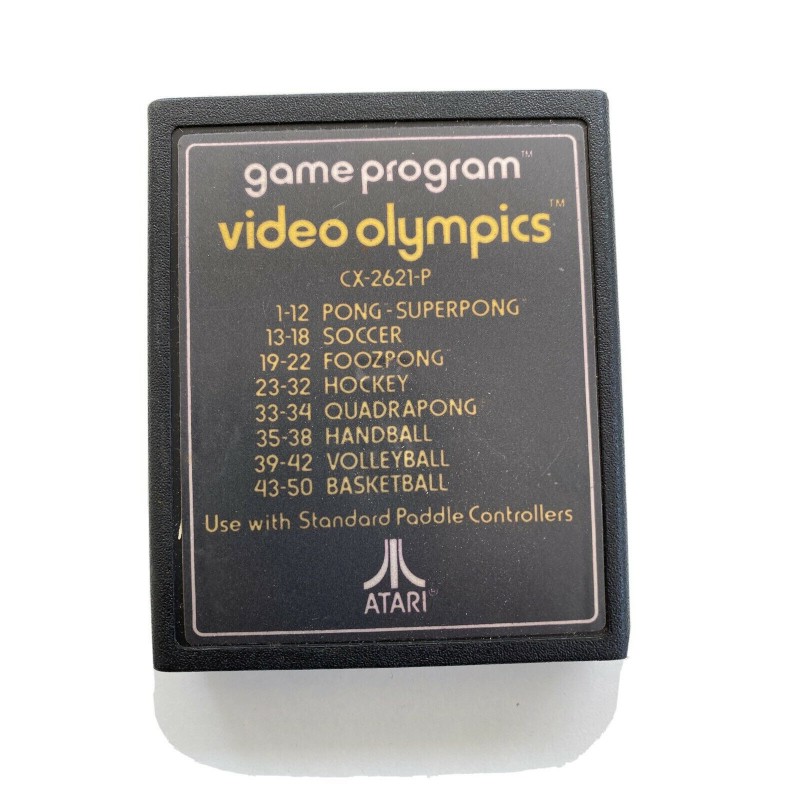 game program™
video olympics™
CX-2621-P
1-12 PONG-SUPERPONG
13-18 SOCCER
19-22 FOOZPONG
23-32 HOCKEY
33-34 QUADRAPONG
35-38 HANDBALL
39-42 VOLLEYBALL
43-50 BASKETBALL
Use with Standard Paddle Controllers
ATARI®